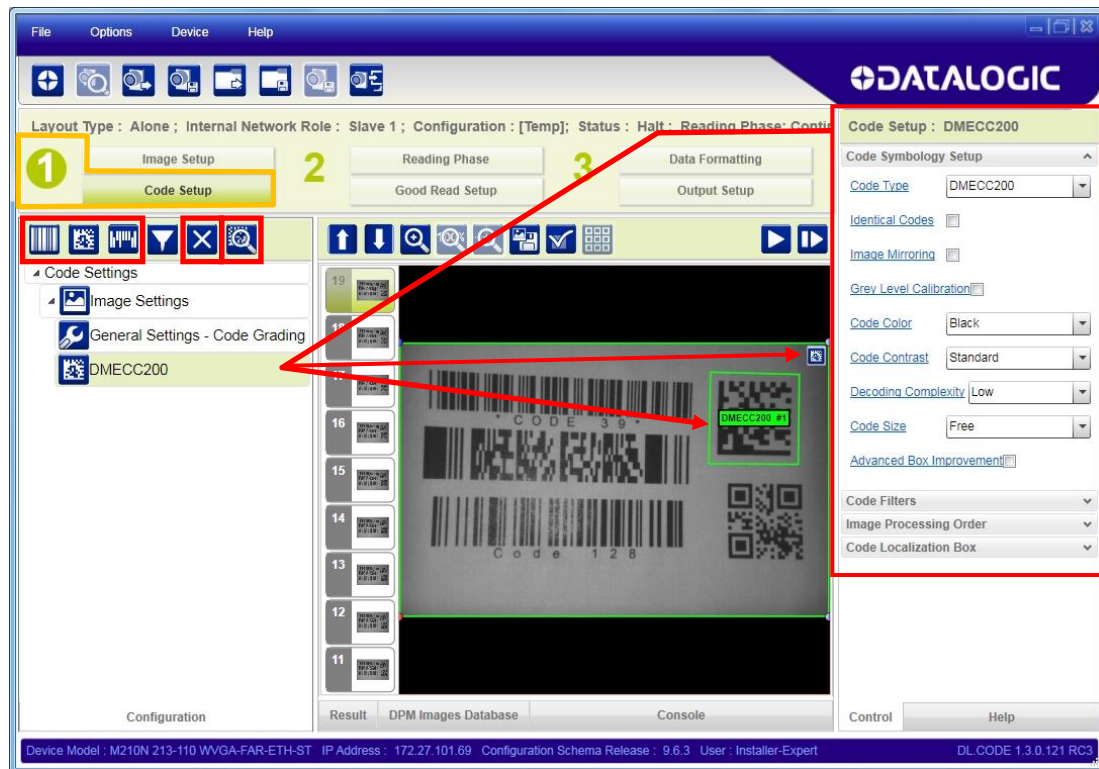 File Options Device Help
DATALOGIC
Layout Type : Alone ; Internal Network Role : Slave 1 ; Configuration : [Temp]; Status : Halt ; Reading Phase: Contin
1 Image Setup 2 Reading Phase 3 Data Formatting
Code Setup Good Read Setup Output Setup
Code Settings
Image Settings
General Settings - Code Grading
DMECC200
Configuration
19
16
15
14
13
12
11
* CODE 39 *
DMECC200 #1
Code 128
Result DPM Images Database Console
Code Setup : DMECC200
Code Symbology Setup
Code Type DMECC200
Identical Codes
Image Mirroring
Grey Level Calibration
Code Color Black
Code Contrast Standard
Decoding Complexity Low
Code Size Free
Advanced Box Improvement
Code Filters
Image Processing Order
Code Localization Box
Control Help
Device Model : M210N 213-110 WVGA-FAR-ETH-ST IP Address : 172.27.101.69 Configuration Schema Release : 9.6.3 User : Installer-Expert DL.CODE 1.3.0.121 RC3